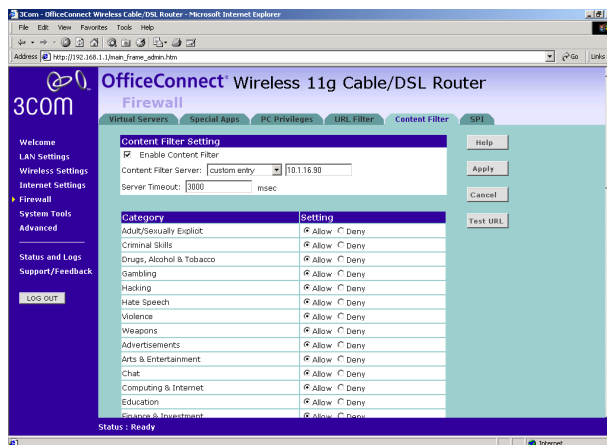 3Com - OfficeConnect Wireless Cable/DSL Router - Microsoft Internet Explorer
File Edit View Favorites Tools Help
Address http://192.168.1.1/main_frame_admin.htm Go Links
3COM
OfficeConnect® Wireless 11g Cable/DSL Router
Firewall
Virtual Servers Special Apps PC Privileges URL Filter Content Filter SPI
Welcome
LAN Settings
Wireless Settings
Internet Settings
Firewall
System Tools
Advanced
Status and Logs
Support/Feedback
LOG OUT
Content Filter Setting
Enable Content Filter
Content Filter Server: custom entry 10.1.16.90
Server Timeout: 3000 msec
Category Setting
Adult/Sexually Explicit Allow Deny
Criminal Skills Allow Deny
Drugs, Alcohol & Tobacco Allow Deny
Gambling Allow Deny
Hacking Allow Deny
Hate Speech Allow Deny
Violence Allow Deny
Weapons Allow Deny
Advertisements Allow Deny
Arts & Entertainment Allow Deny
Chat Allow Deny
Computing & Internet Allow Deny
Education Allow Deny
Finance & Investment Allow Deny
Help
Apply
Cancel
Test URL
Status : Ready
Internet